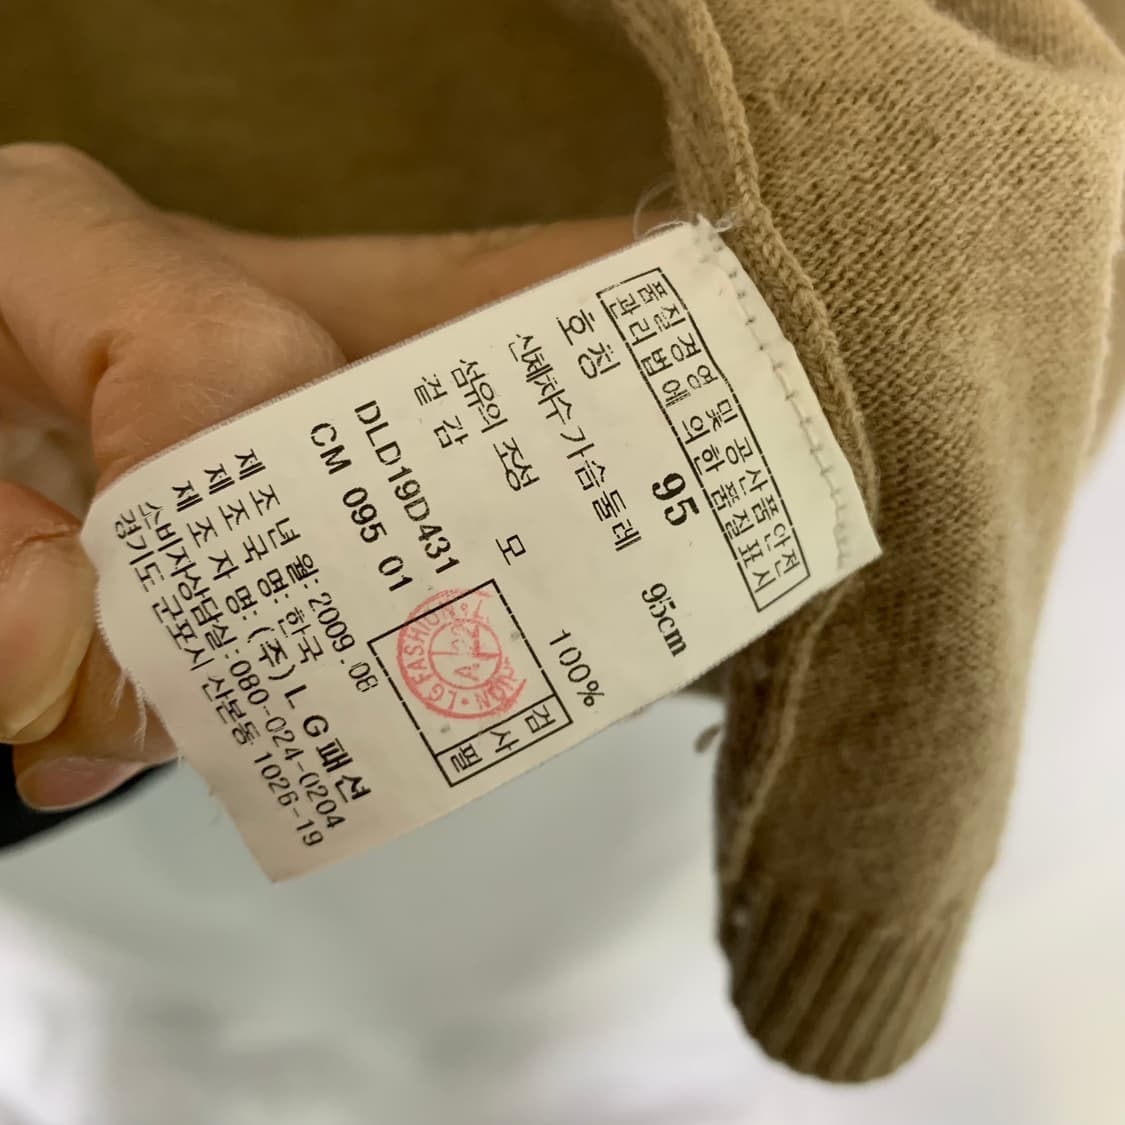 품질경영 및 공산품안전
관리법에 의한 품질표시
호칭 95
신체치수 가슴둘레 95cm
섬유의 조성 모 100%
겉감
DLD19D431
CM 095 01
검사필
LG FASHION
제조년월: 2009.08
제조국명: 한국
제조자명: (주)LG패션
소비자상담실: 080-024-0204
경기도 군포시 산본동 1026-19